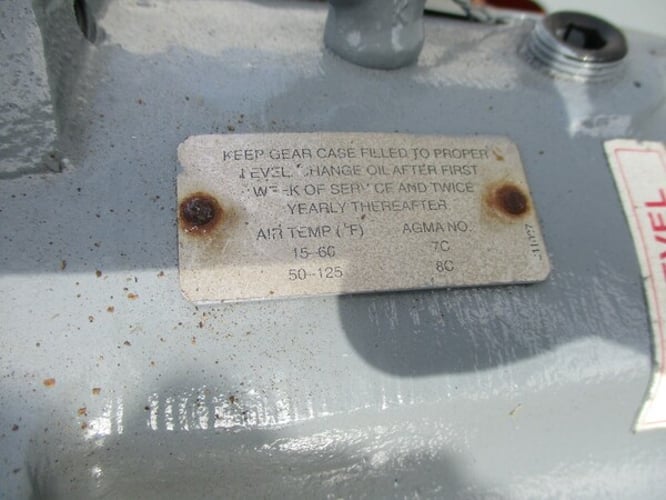 KEEP GEAR CASE FILLED TO PROPER
LEVEL. CHANGE OIL AFTER FIRST
WEEK OF SERVICE AND TWICE
YEARLY THEREAFTER
AIR TEMP (°F) AGMA NO.
15-60 7C
50-125 8C
LEVEL